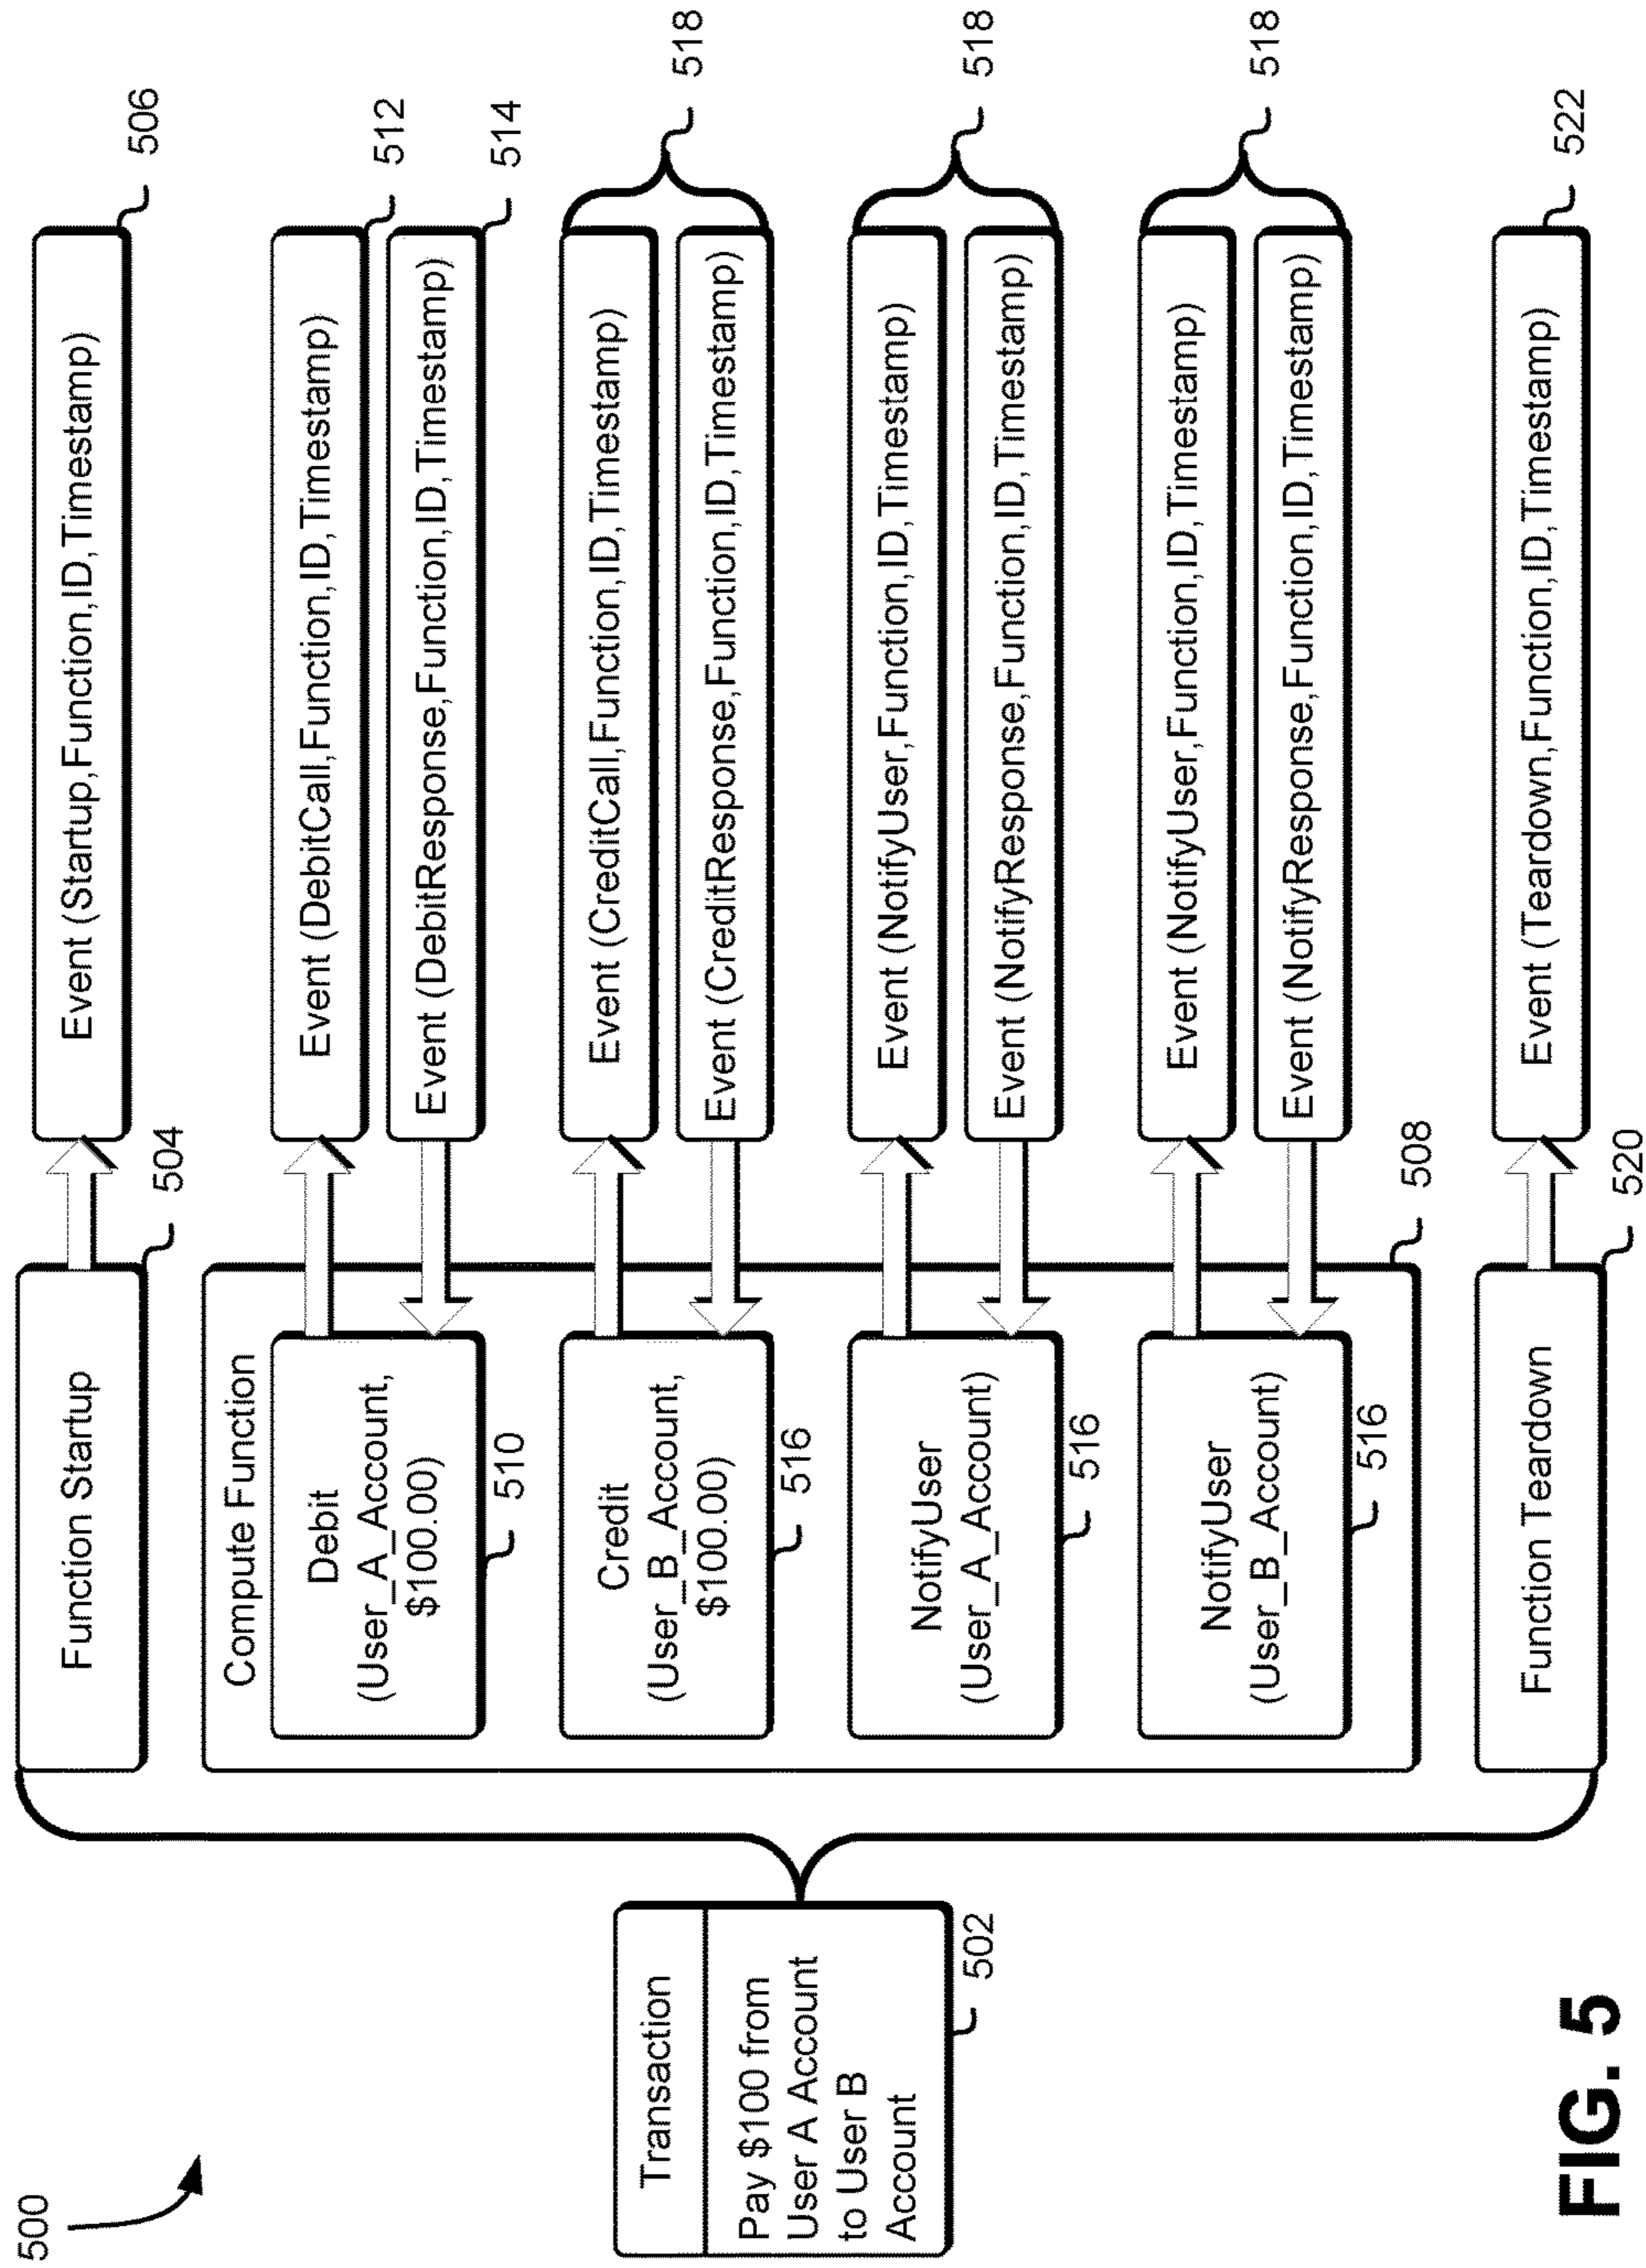 500
Transaction
Pay $100 from
User A Account
to User B
Account
502
Function Startup
504
Event (Startup,Function,ID,Timestamp)
506
Compute Function
508
Debit
(User_A_Account,
$100.00)
510
Event (DebitCall,Function,ID,Timestamp)
512
Event (DebitResponse,Function,ID,Timestamp)
514
Credit
(User_B_Account,
$100.00)
516
Event (CreditCall,Function,ID,Timestamp)
Event (CreditResponse,Function,ID,Timestamp)
518
NotifyUser
(User_A_Account)
516
Event (NotifyUser,Function,ID,Timestamp)
Event (NotifyResponse,Function,ID,Timestamp)
518
NotifyUser
(User_B_Account)
516
Event (NotifyUser,Function,ID,Timestamp)
Event (NotifyResponse,Function,ID,Timestamp)
518
Function Teardown
520
Event (Teardown,Function,ID,Timestamp)
522
FIG. 5